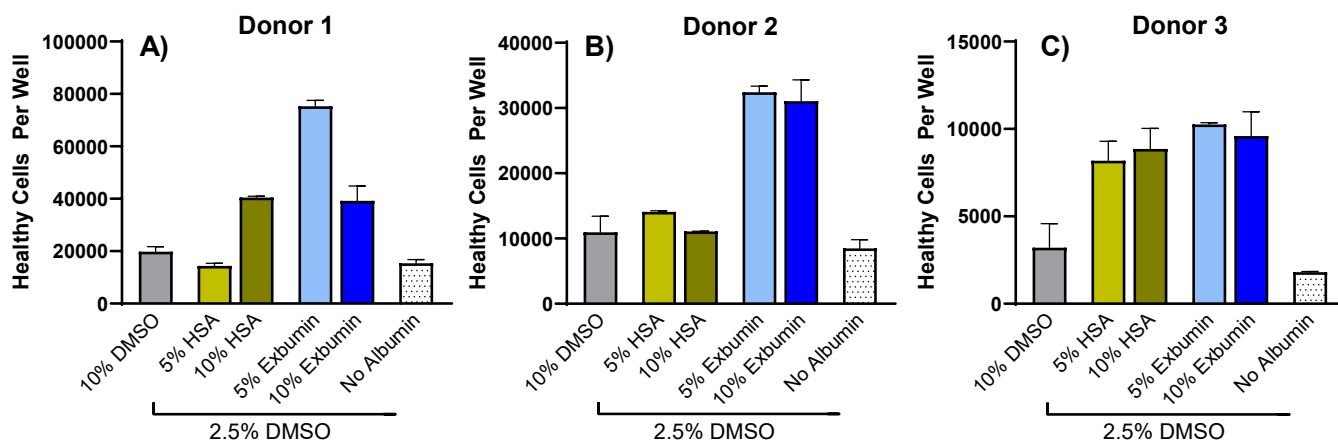 Donor 1
A)
Healthy Cells Per Well
100000
80000
60000
40000
20000
0
10% DMSO
5% HSA
10% HSA
5% Exbumin
10% Exbumin
No Albumin
2.5% DMSO
Donor 2
B)
Healthy Cells Per Well
40000
30000
20000
10000
0
10% DMSO
5% HSA
10% HSA
5% Exbumin
10% Exbumin
No Albumin
2.5% DMSO
Donor 3
C)
Healthy Cells Per Well
15000
10000
5000
0
10% DMSO
5% HSA
10% HSA
5% Exbumin
10% Exbumin
No Albumin
2.5% DMSO